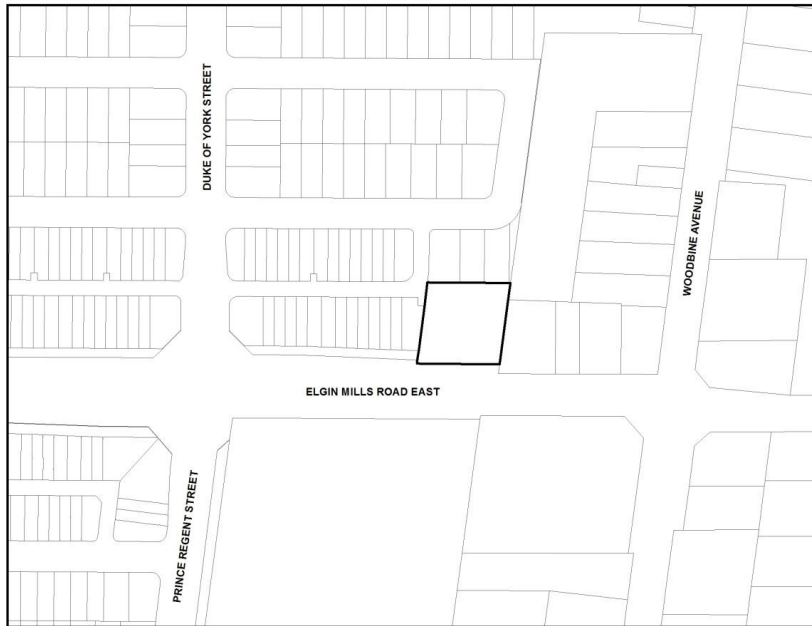 DUKE OF YORK STREET
WOODBINE AVENUE
ELGIN MILLS ROAD EAST
PRINCE REGENT STREET